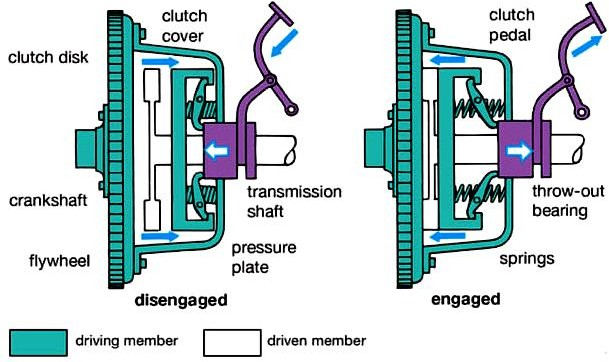 clutch disk
clutch
cover
crankshaft
flywheel
transmission
shaft
pressure
plate
disengaged
clutch
pedal
throw-out
bearing
springs
engaged
driving member
driven member